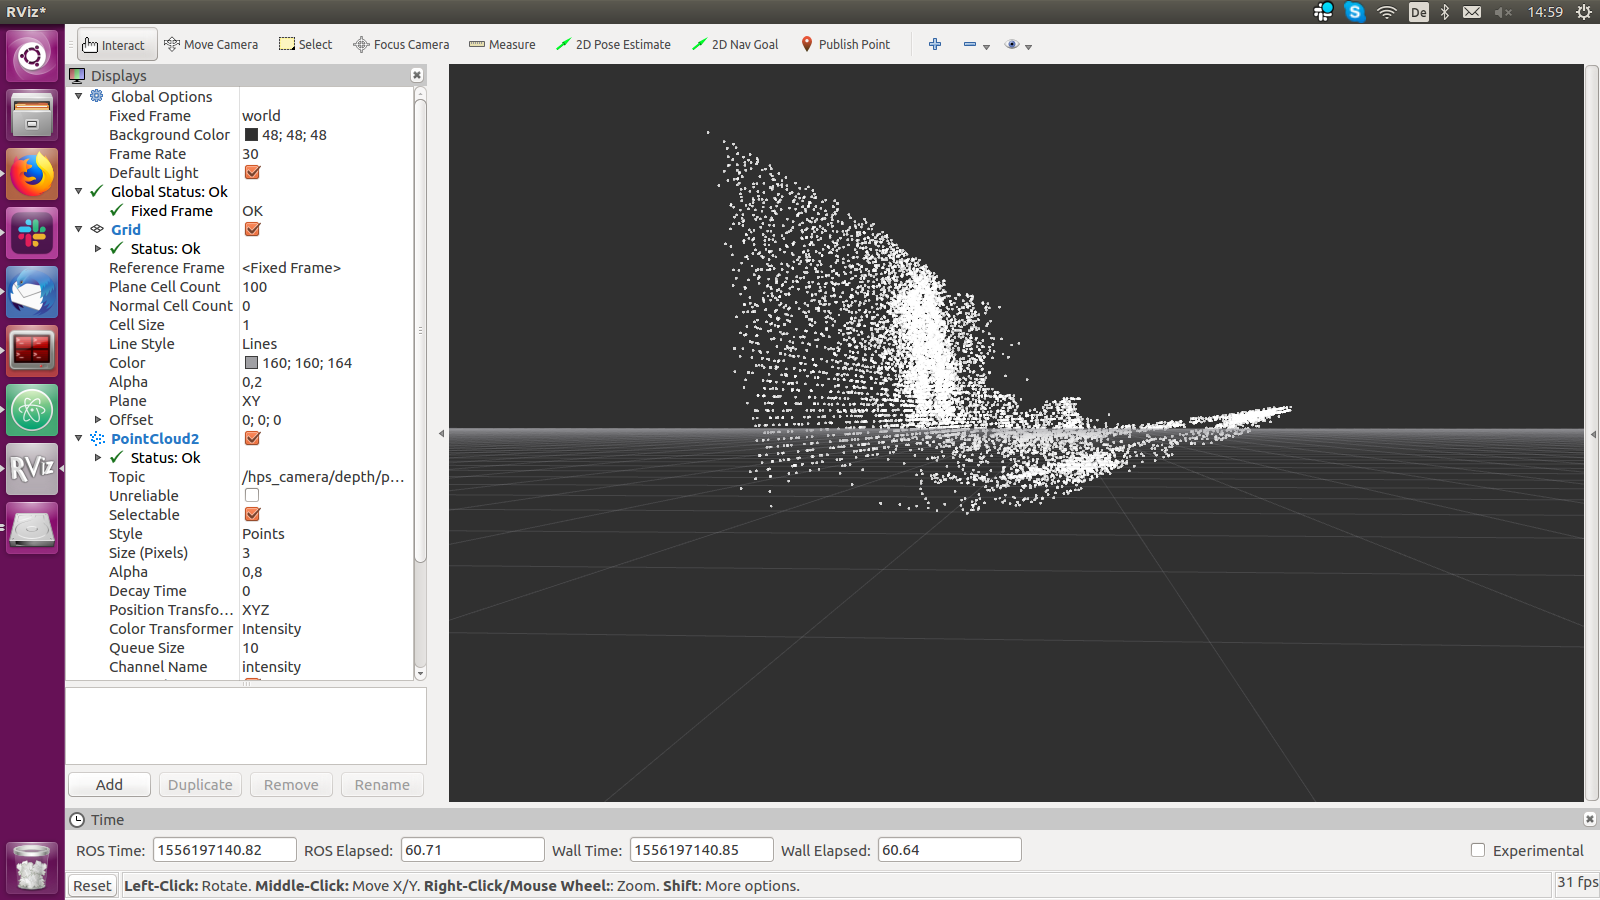 RViz*
De
14:59
Interact Move Camera Select Focus Camera Measure 2D Pose Estimate 2D Nav Goal Publish Point
Displays
Global Options
Fixed Frame world
Background Color 48; 48; 48
Frame Rate 30
Default Light
Global Status: Ok
Fixed Frame OK
Grid
Status: Ok
Reference Frame <Fixed Frame>
Plane Cell Count 100
Normal Cell Count 0
Cell Size 1
Line Style Lines
Color 160; 160; 164
Alpha 0,2
Plane XY
Offset 0; 0; 0
PointCloud2
Status: Ok
Topic /hps_camera/depth/p...
Unreliable
Selectable
Style Points
Size (Pixels) 3
Alpha 0,8
Decay Time 0
Position Transfo... XYZ
Color Transformer Intensity
Queue Size 10
Channel Name intensity
RViz
Add Duplicate Remove Rename
Time
ROS Time: 1556197140.82 ROS Elapsed: 60.71 Wall Time: 1556197140.85 Wall Elapsed: 60.64 Experimental
Reset Left-Click: Rotate. Middle-Click: Move X/Y. Right-Click/Mouse Wheel:: Zoom. Shift: More options. 31 fps